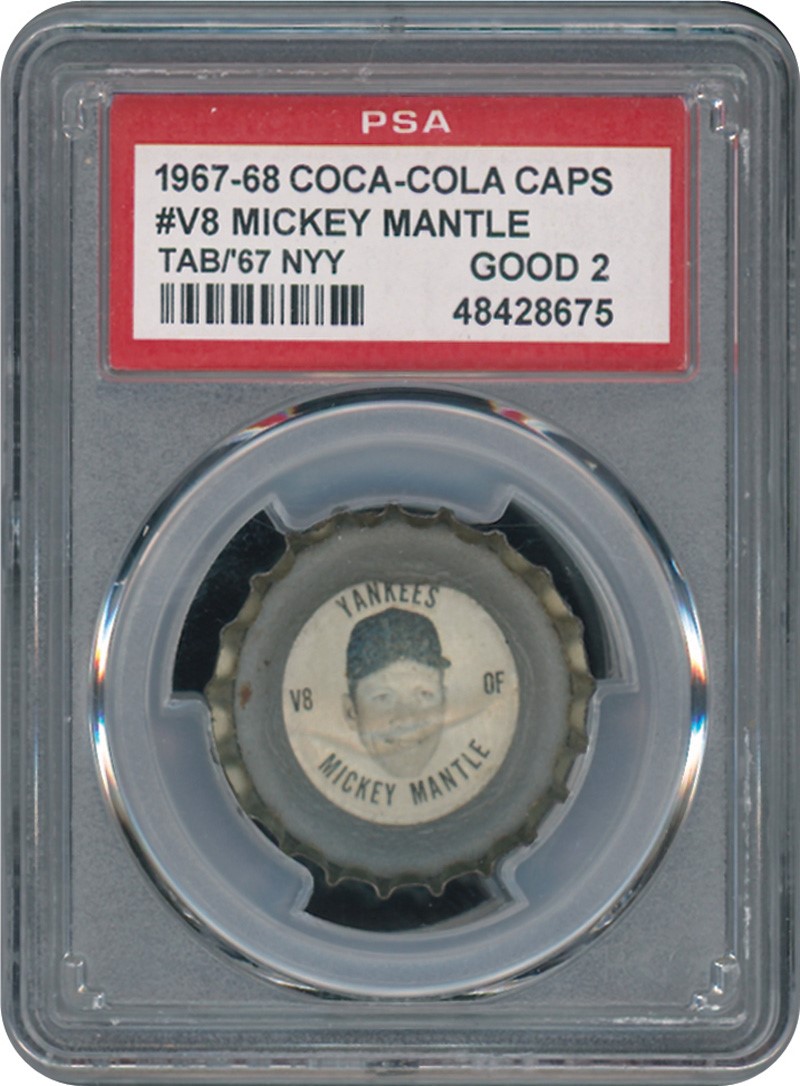 PSA
1967-68 COCA-COLA CAPS
#V8 MICKEY MANTLE
TAB/'67 NYY GOOD 2
48428675
YANKEES
V8 OF
MICKEY MANTLE